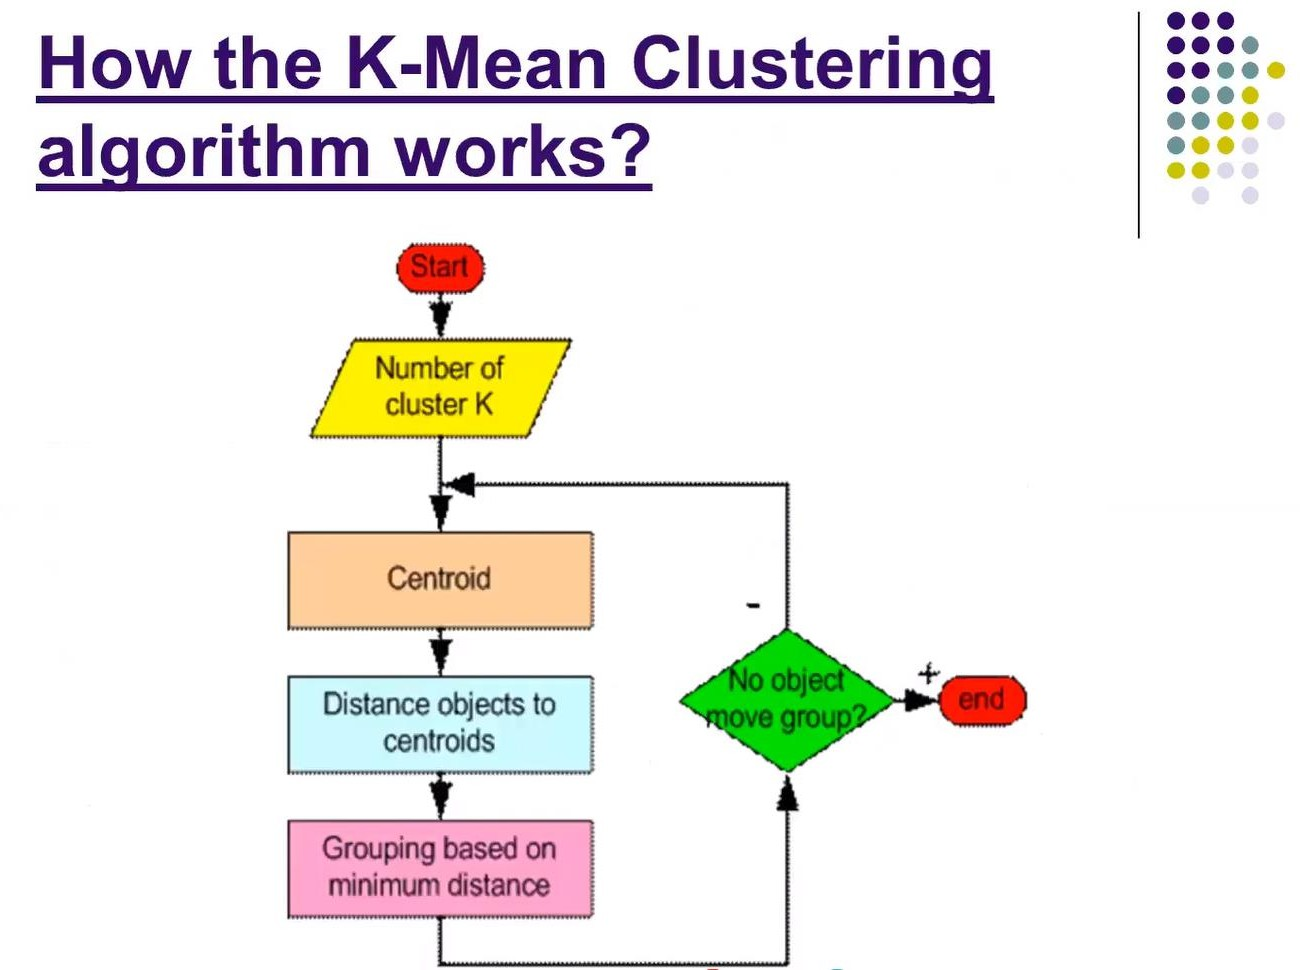 How the K-Mean Clustering
algorithm works?
Start
Number of
cluster K
Centroid
Distance objects to
centroids
Grouping based on
minimum distance
-
No object
move group?
+
end